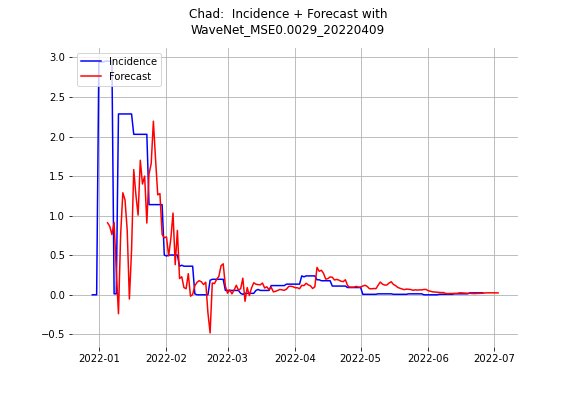 Chad:  Incidence + Forecast with
WaveNet_MSE0.0029_20220409
Incidence
Forecast
3.0
2.5
2.0
1.5
1.0
0.5
0.0
−0.5
2022-01 2022-02 2022-03 2022-04 2022-05 2022-06 2022-07